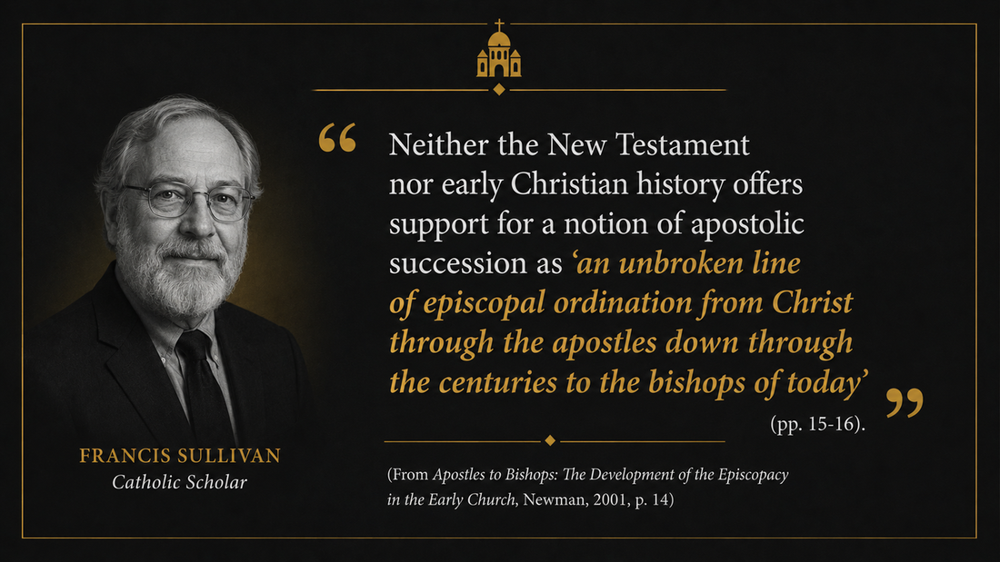 “Neither the New Testament
nor early Christian history offers
support for a notion of apostolic
succession as ‘an unbroken line
of episcopal ordination from Christ
through the apostles down through
the centuries to the bishops of today’”
(pp. 15-16).
FRANCIS SULLIVAN
Catholic Scholar
(From Apostles to Bishops: The Development of the Episcopacy
in the Early Church, Newman, 2001, p. 14)